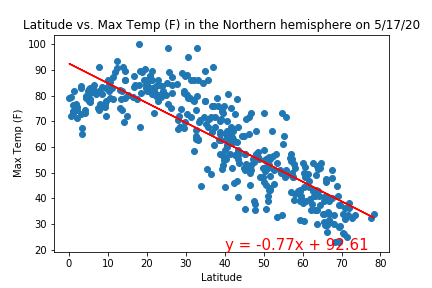 Latitude vs. Max Temp (F) in the Northern hemisphere on 5/17/20
100
90
80
70
60
50
40
30
20
Max Temp (F)
y = -0.77x + 92.61
0 10 20 30 40 50 60 70 80
Latitude